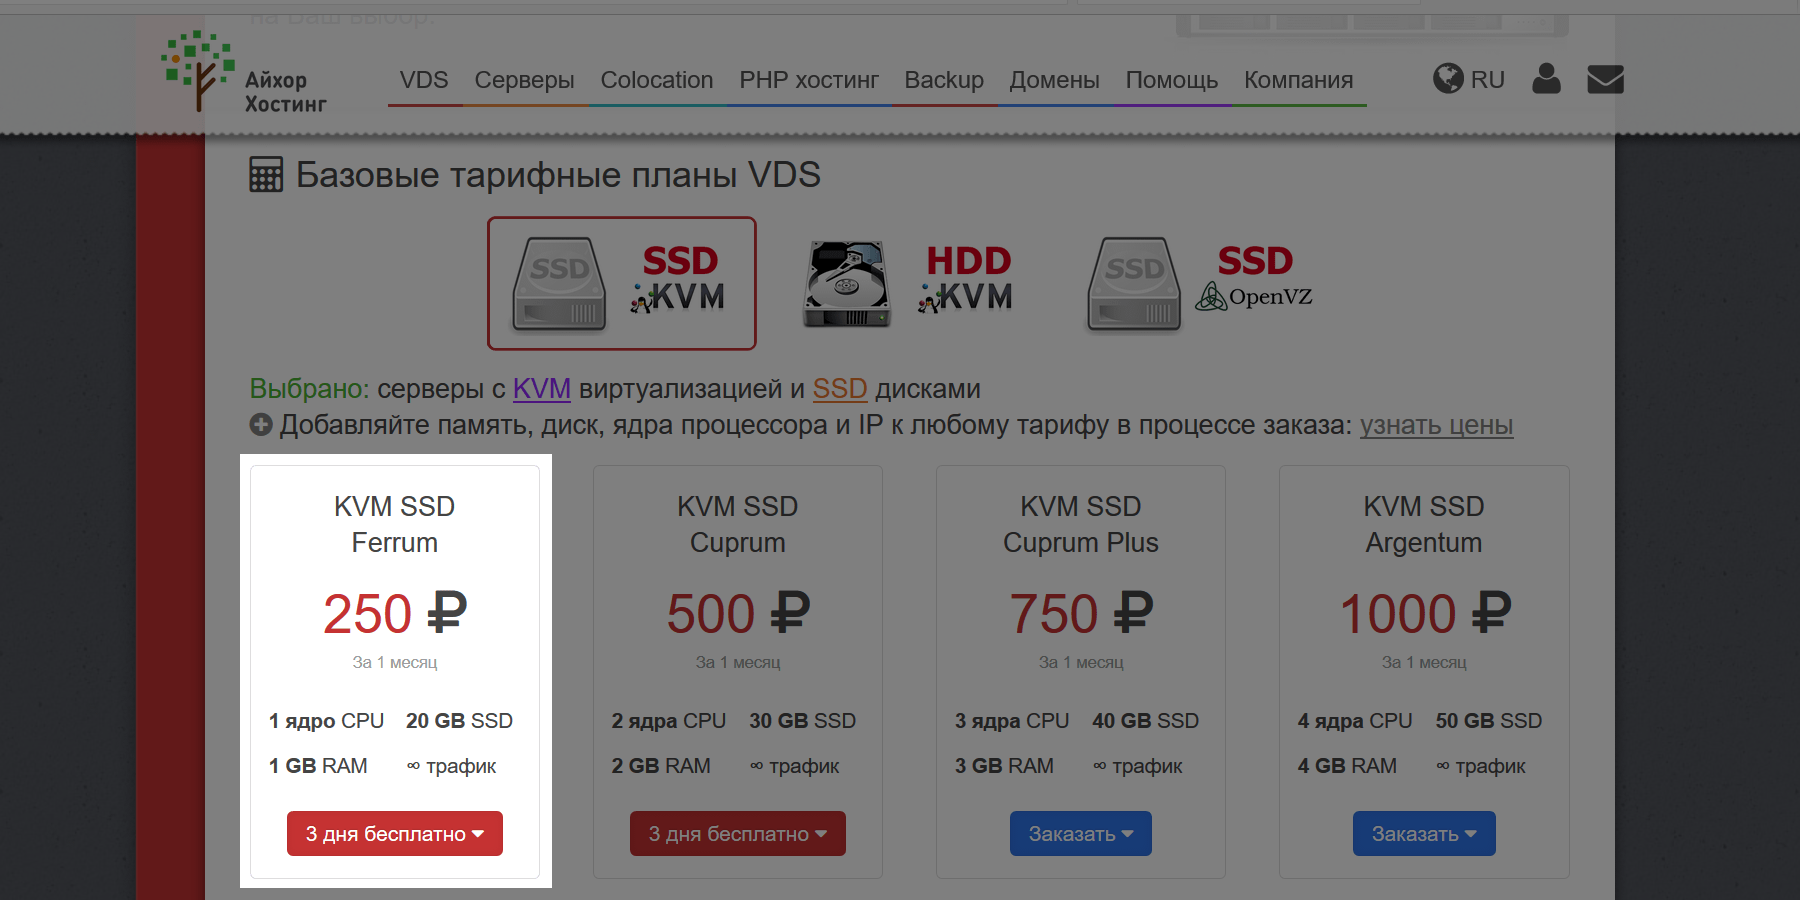 на Ваш выбор.
Айхор
Хостинг
VDS Серверы Colocation PHP хостинг Backup Домены Помощь Компания RU
Базовые тарифные планы VDS
SSD SSD KVM
HDD KVM
SSD SSD OpenVZ
Выбрано: серверы с KVM виртуализацией и SSD дисками
Добавляйте память, диск, ядра процессора и IP к любому тарифу в процессе заказа: узнать цены
KVM SSD
Ferrum
250 ₽
За 1 месяц
1 ядро CPU 20 GB SSD
1 GB RAM ∞ трафик
3 дня бесплатно
KVM SSD
Cuprum
500 ₽
За 1 месяц
2 ядра CPU 30 GB SSD
2 GB RAM ∞ трафик
3 дня бесплатно
KVM SSD
Cuprum Plus
750 ₽
За 1 месяц
3 ядра CPU 40 GB SSD
3 GB RAM ∞ трафик
Заказать
KVM SSD
Argentum
1000 ₽
За 1 месяц
4 ядра CPU 50 GB SSD
4 GB RAM ∞ трафик
Заказать